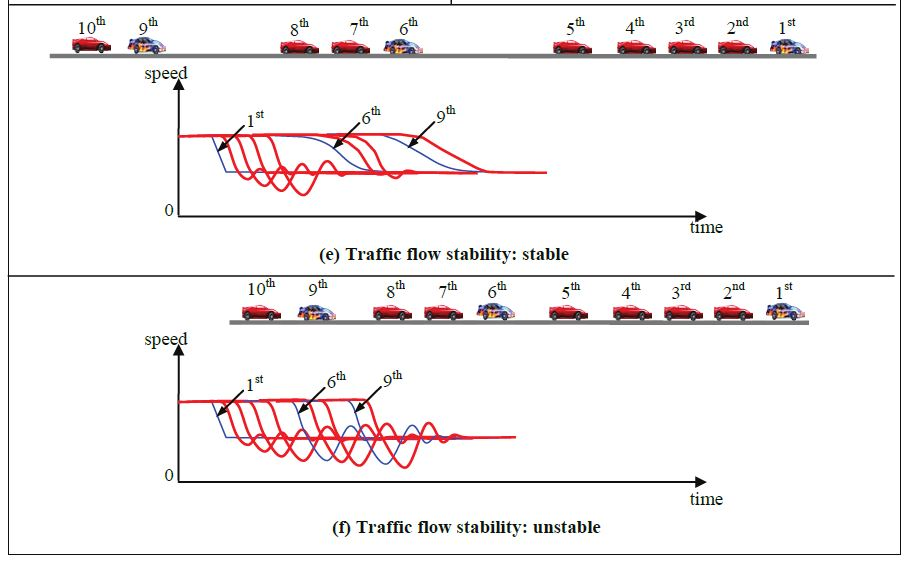 10th 9th 8th 7th 6th 5th 4th 3rd 2nd 1st
speed
1st 6th 9th
0
time
(e) Traffic flow stability: stable
10th 9th 8th 7th 6th 5th 4th 3rd 2nd 1st
speed
1st 6th 9th
0
time
(f) Traffic flow stability: unstable